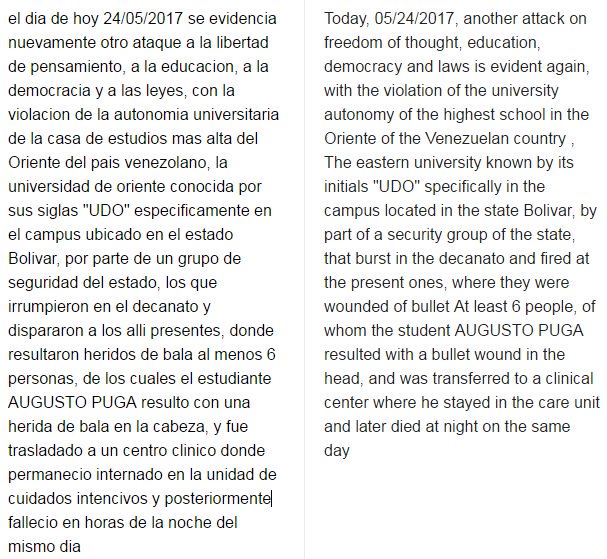 el dia de hoy 24/05/2017 se evidencia
nuevamente otro ataque a la libertad
de pensamiento, a la educacion, a la
democracia y a las leyes, con la
violacion de la autonomia universitaria
de la casa de estudios mas alta del
Oriente del pais venezolano, la
universidad de oriente conocida por
sus siglas "UDO" especificamente en
el campus ubicado en el estado
Bolivar, por parte de un grupo de
seguridad del estado, los que
irrumpieron en el decanato y
dispararon a los alli presentes, donde
resultaron heridos de bala al menos 6
personas, de los cuales el estudiante
AUGUSTO PUGA resulto con una
herida de bala en la cabeza, y fue
trasladado a un centro clinico donde
permanecio internado en la unidad de
cuidados intencivos y posteriormente
fallecio en horas de la noche del
mismo dia
Today, 05/24/2017, another attack on
freedom of thought, education,
democracy and laws is evident again,
with the violation of the university
autonomy of the highest school in the
Oriente of the Venezuelan country ,
The eastern university known by its
initials "UDO" specifically in the
campus located in the state Bolivar, by
part of a security group of the state,
that burst in the decanato and fired at
the present ones, where they were
wounded of bullet At least 6 people, of
whom the student AUGUSTO PUGA
resulted with a bullet wound in the
head, and was transferred to a clinical
center where he stayed in the care unit
and later died at night on the same
day